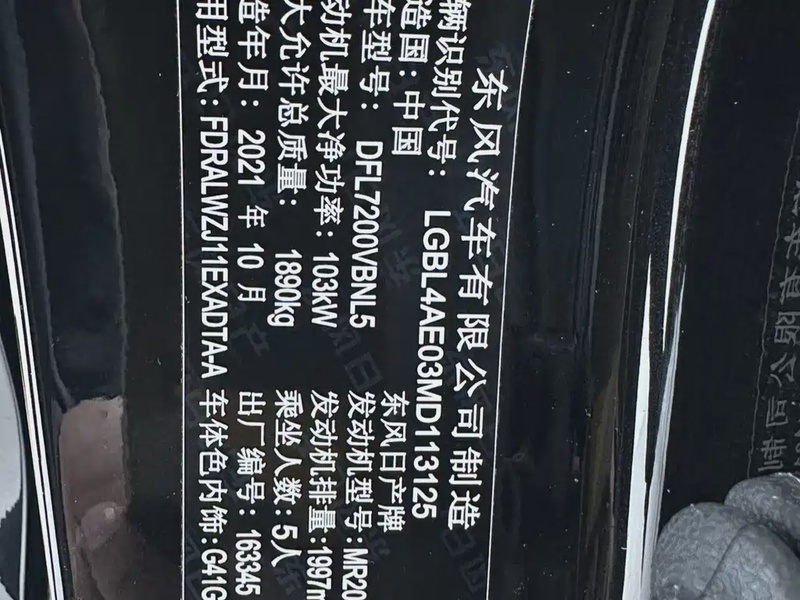 东风汽车有限公司制造
辆识别代号: LGBL4AE03MD113125
造国: 中国 东风日产牌
车型号: DFL7200VBNL5 发动机型号: MR20
动机最大净功率: 103kW 发动机排量: 1997m
大允许总质量: 1890kg 乘坐人数: 5人
造年月: 2021 年 10 月 出厂编号: 163345
用型式: FDRALWZJ11EXADTA-A 车体色内饰: G41G